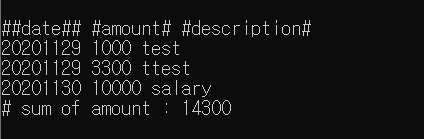 ##date## #amount# #description#
20201129 1000 test
20201129 3300 ttest
20201130 10000 salary
# sum of amount : 14300